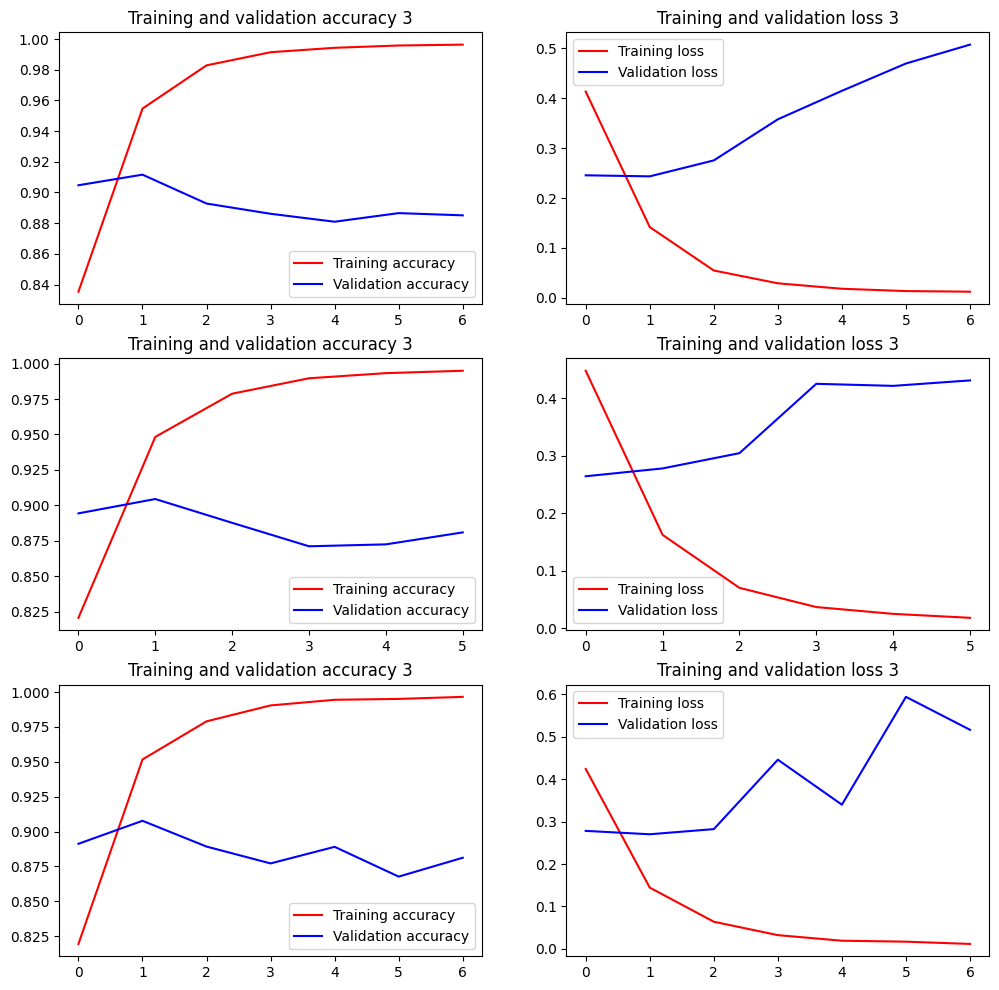 Training and validation accuracy 3
1.00
0.98
0.96
0.94
0.92
0.90
0.88
0.86
0.84
Training accuracy
Validation accuracy
0 1 2 3 4 5 6
Training and validation loss 3
Training loss
Validation loss
0.5
0.4
0.3
0.2
0.1
0.0
0 1 2 3 4 5 6
Training and validation accuracy 3
1.000
0.975
0.950
0.925
0.900
0.875
0.850
0.825
Training accuracy
Validation accuracy
0 1 2 3 4 5
Training and validation loss 3
0.4
0.3
0.2
0.1
0.0
Training loss
Validation loss
0 1 2 3 4 5
Training and validation accuracy 3
1.000
0.975
0.950
0.925
0.900
0.875
0.850
0.825
Training accuracy
Validation accuracy
0 1 2 3 4 5 6
Training and validation loss 3
Training loss
Validation loss
0.6
0.5
0.4
0.3
0.2
0.1
0.0
0 1 2 3 4 5 6